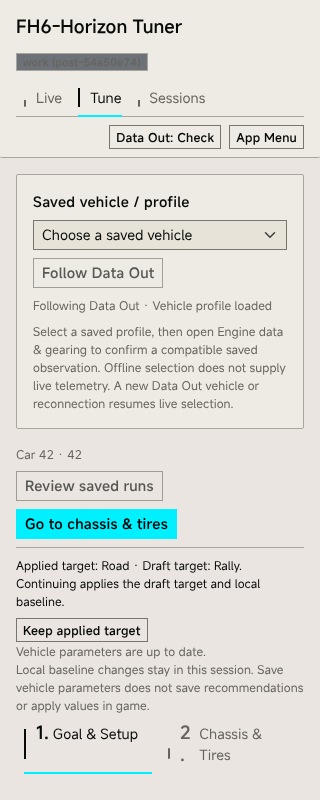 FH6-Horizon Tuner
work (post-54e50e74)
Live
Tune
Sessions
Data Out: Check
App Menu
Saved vehicle / profile
Choose a saved vehicle
Follow Data Out
Following Data Out · Vehicle profile loaded
Select a saved profile, then open Engine data
& gearing to confirm a compatible saved
observation. Offline selection does not supply
live telemetry. A new Data Out vehicle or
reconnection resumes live selection.
Car 42 · 42
Review saved runs
Go to chassis & tires
Applied target: Road · Draft target: Rally.
Continuing applies the draft target and local
baseline.
Keep applied target
Vehicle parameters are up to date.
Local baseline changes stay in this session. Save
vehicle parameters does not save recommendations
or apply values in game.
1. Goal & Setup
2. Chassis &
Tires